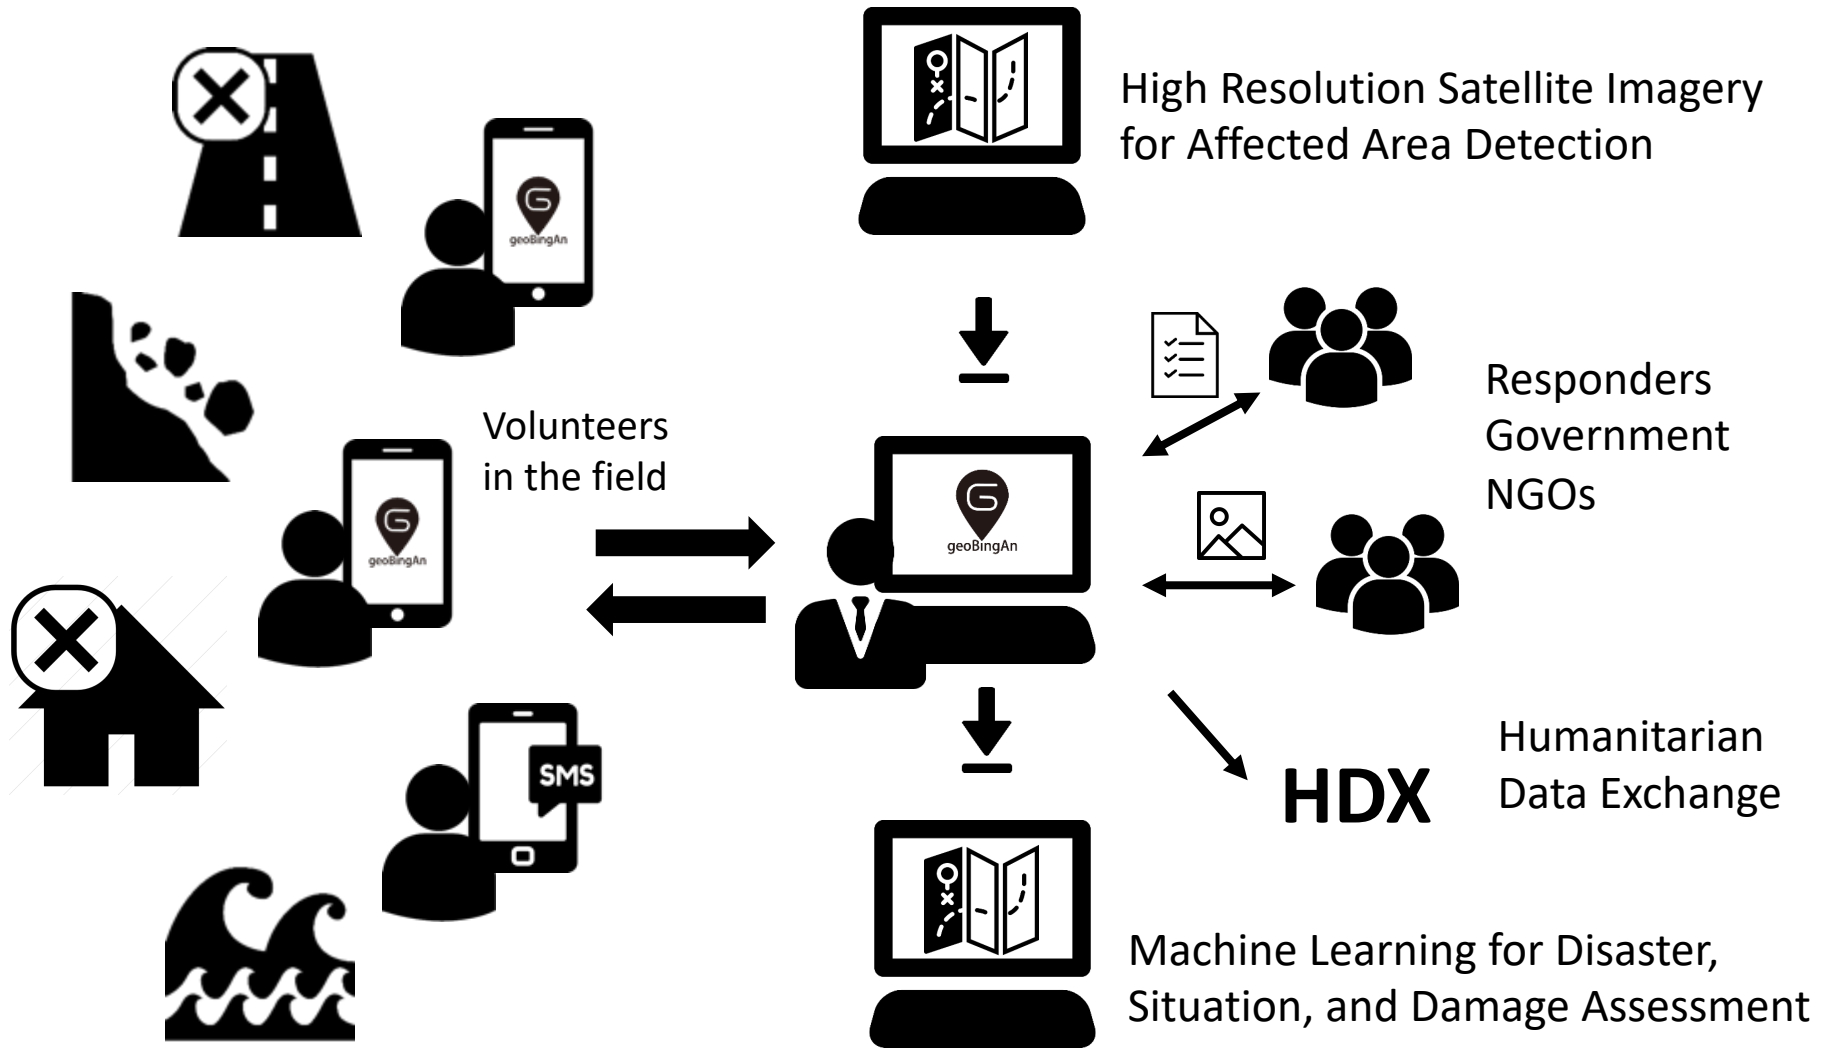 High Resolution Satellite Imagery
for Affected Area Detection
G
geoBingAn
Responders
Government
NGOs
Volunteers
in the field
G
geoBingAn
G
geoBingAn
SMS
Humanitarian
Data Exchange
HDX
Machine Learning for Disaster,
Situation, and Damage Assessment